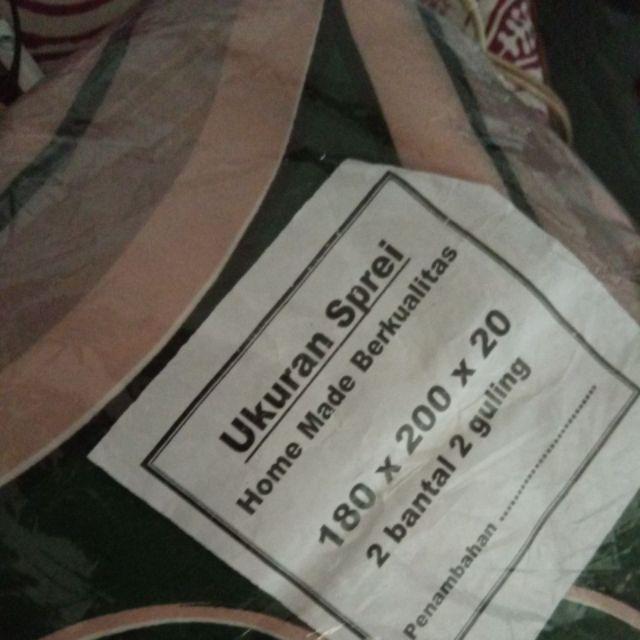 Ukuran Sprei
Home Made Berkualitas
180 x 200 x 20
2 bantal 2 guling
Penambahan ....................